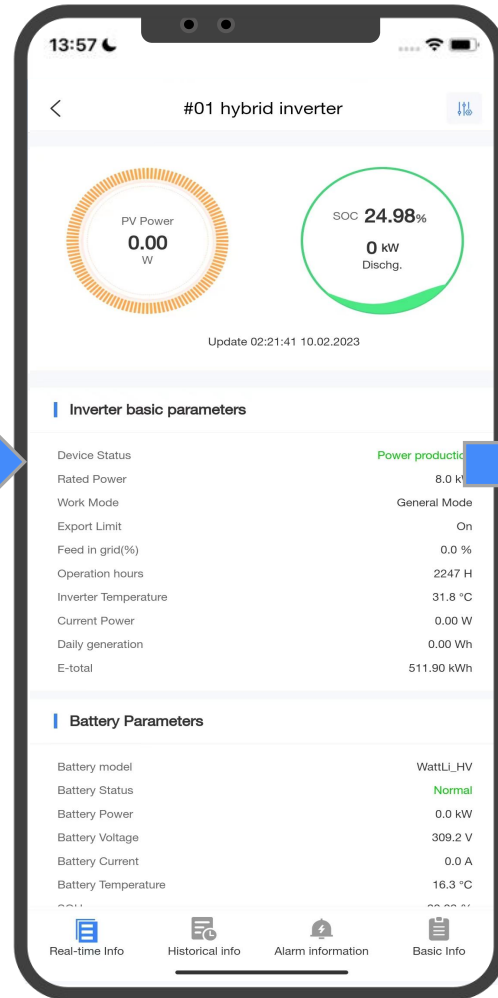 13:57
#01 hybrid inverter
PV Power
0.00
W
SOC 24.98%
0 kW
Dischg.
Update 02:21:41 10.02.2023
Inverter basic parameters
Device Status Power
Rated Power 8.0
Work Mode General Mode
Export Limit On
Feed in grid(%) 0.0 %
Operation hours 2247 H
Inverter Temperature 31.8 °C
Current Power 0.00 W
Daily generation 0.00 Wh
E-total 511.90 kWh
Battery Parameters
Battery model WattLi_HV
Battery Status Normal
Battery Power 0.0 kW
Battery Voltage 309.2 V
Battery Current 0.0 A
Battery Temperature 16.3 °C
Real-time Info Historical info Alarm information Basic Info